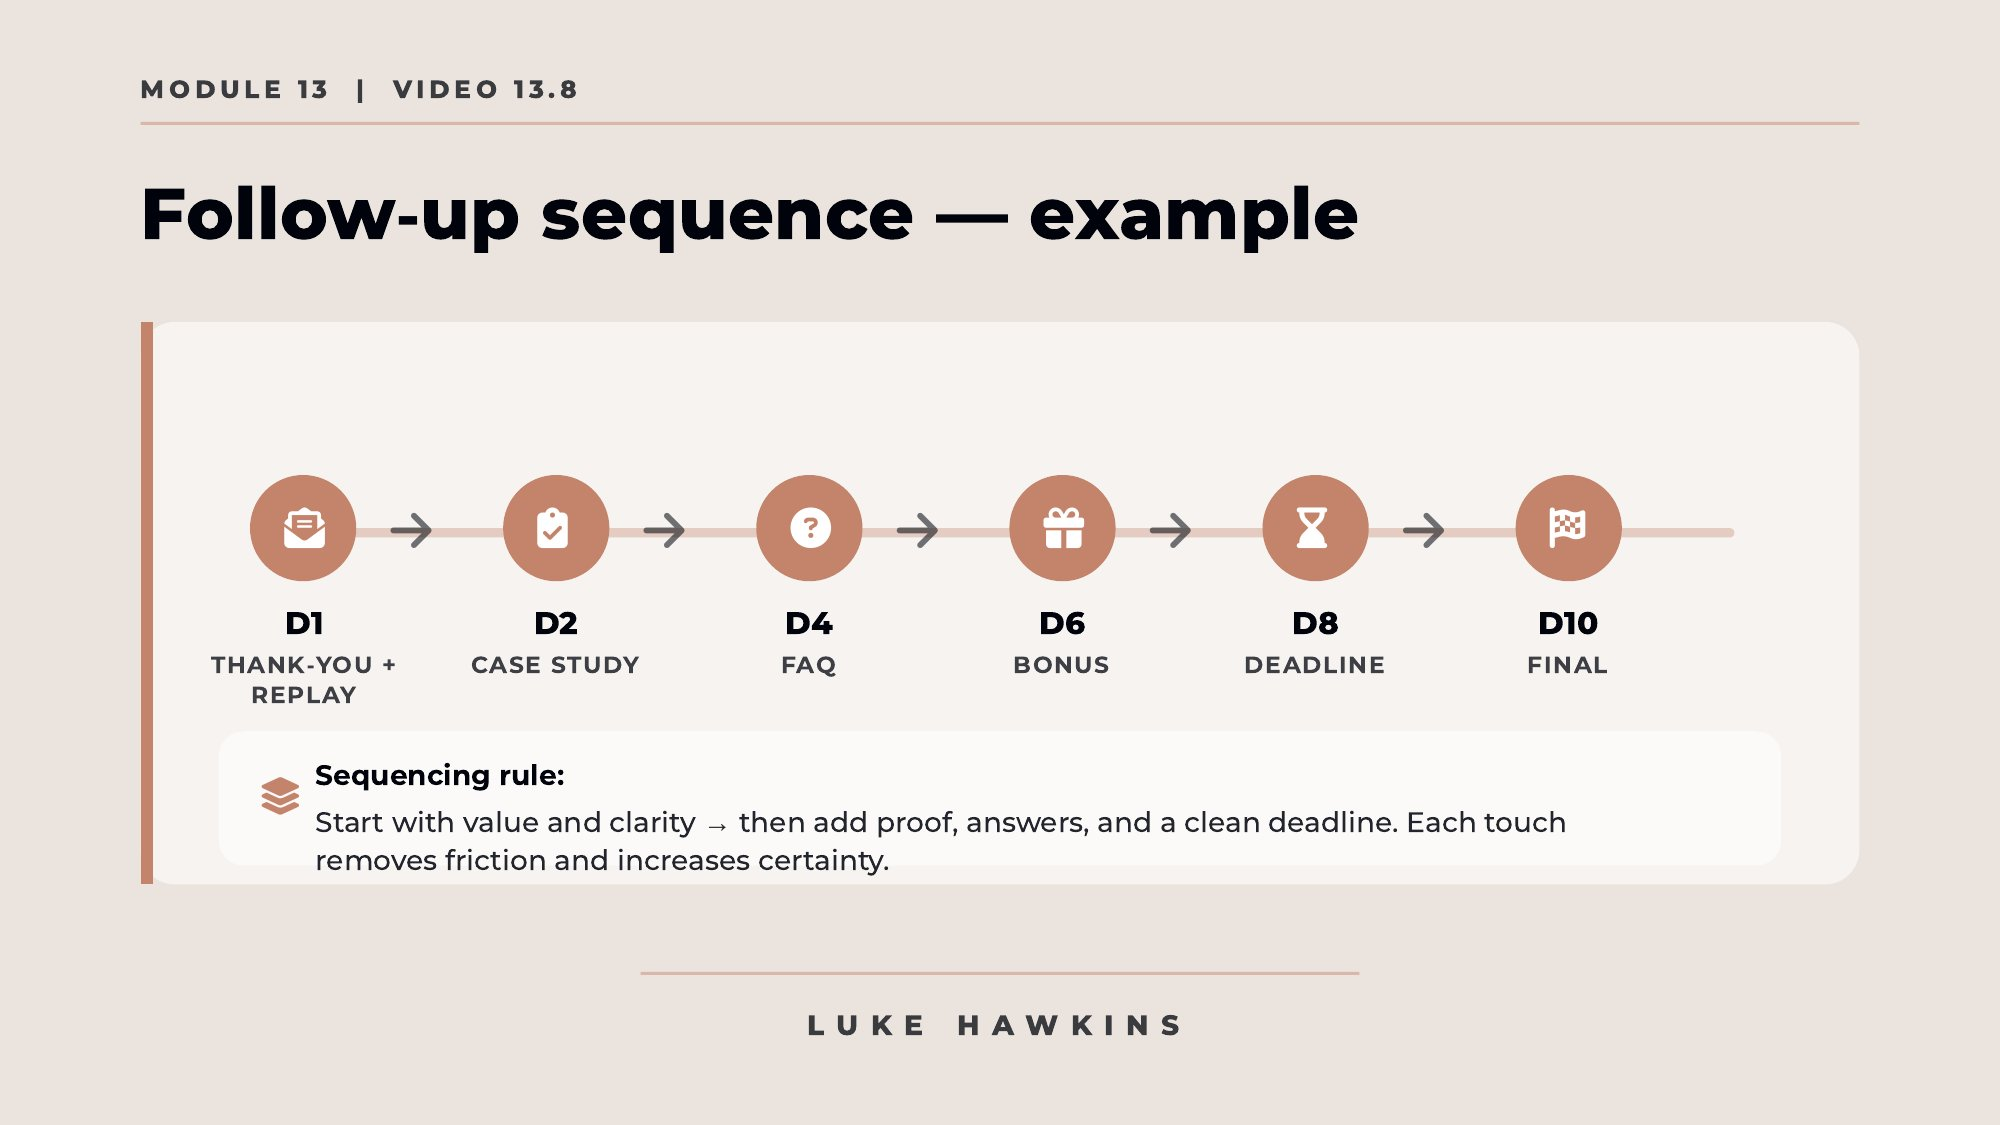 MODULE 13 | VIDEO 13.8
Follow-up sequence — example
D1
THANK-YOU +
REPLAY
D2
CASE STUDY
D4
FAQ
D6
BONUS
D8
DEADLINE
D10
FINAL
Sequencing rule:
Start with value and clarity → then add proof, answers, and a clean deadline. Each touch
removes friction and increases certainty.
LUKE HAWKINS